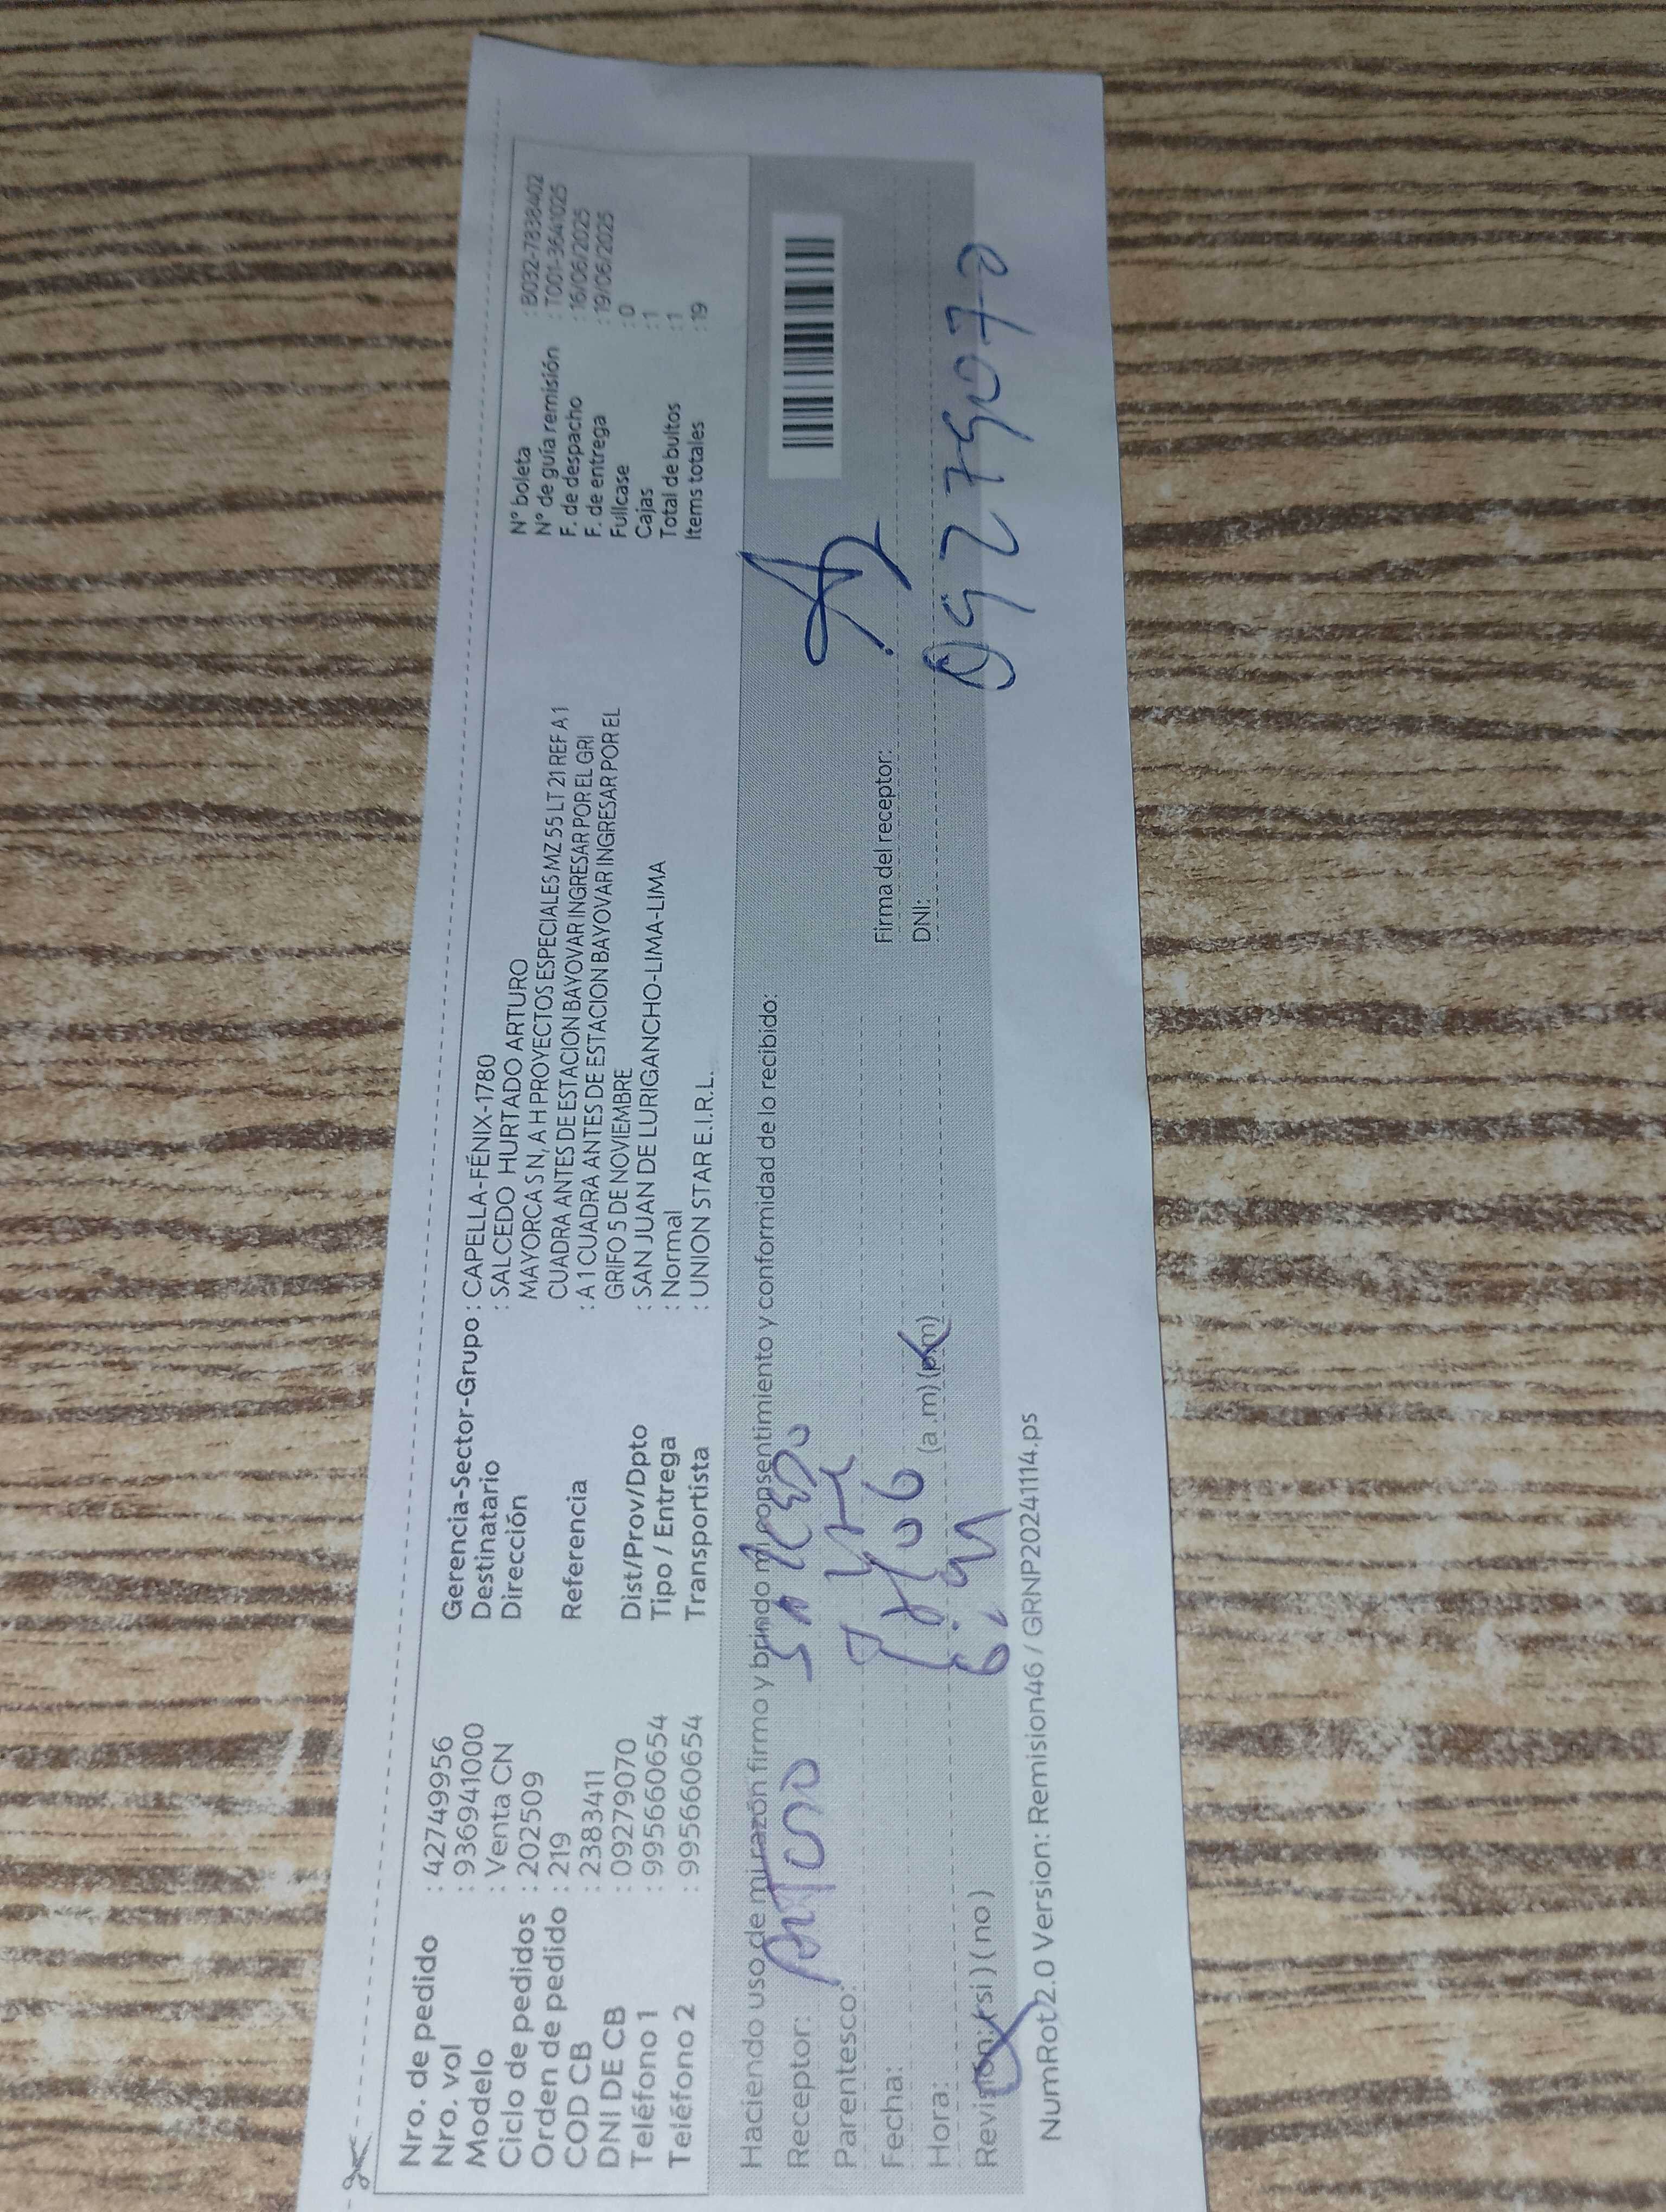 Nro. de pedido : 427749956
Nro. vol : 936941000
Modelo : Venta CN
Ciclo de pedidos : 202509
Orden de pedido : 219
COD CB : 2383411
DNI DE CB : 09279070
Teléfono 1 : 995660654
Teléfono 2 : 995660654
Gerencia-Sector-Grupo : CAPELLA-FÉNIX-1780
Destinatario : SALCEDO HURTADO ARTURO
Dirección MAYORCA S N, A H PROYECTOS ESPECIALES MZ 55 LT 21 REF A 1
CUADRA ANTES DE ESTACION BAYOVAR INGRESAR POR EL GRI
Referencia : A 1 CUADRA ANTES DE ESTACION BAYOVAR INGRESAR POR EL
GRIFO 5 DE NOVIEMBRE
Dist/Prov/Dpto : SAN JUAN DE LURIGANCHO-LIMA-LIMA
Tipo / Entrega : Normal
Transportista : UNION STAR E.I.R.L.
N° boleta : B032-7838402
N° de guía remisión : T001-3641025
F. de despacho : 16/06/2025
F. de entrega : 19/06/2025
Fullcase : 0
Cajas : 1
Total de bultos : 1
Items totales : 19
Haciendo uso de mi razón firmo y brindo mi consentimiento y conformidad de lo recibido:
Receptor: SALCEDO
Parentesco:
Fecha:
Hora: (a .m) (p.m)
Revisión: (si) (no)
Firma del receptor:
DNI: 09279070
NumRot 2.0 Version: Remision46 / GRNP20241114.ps